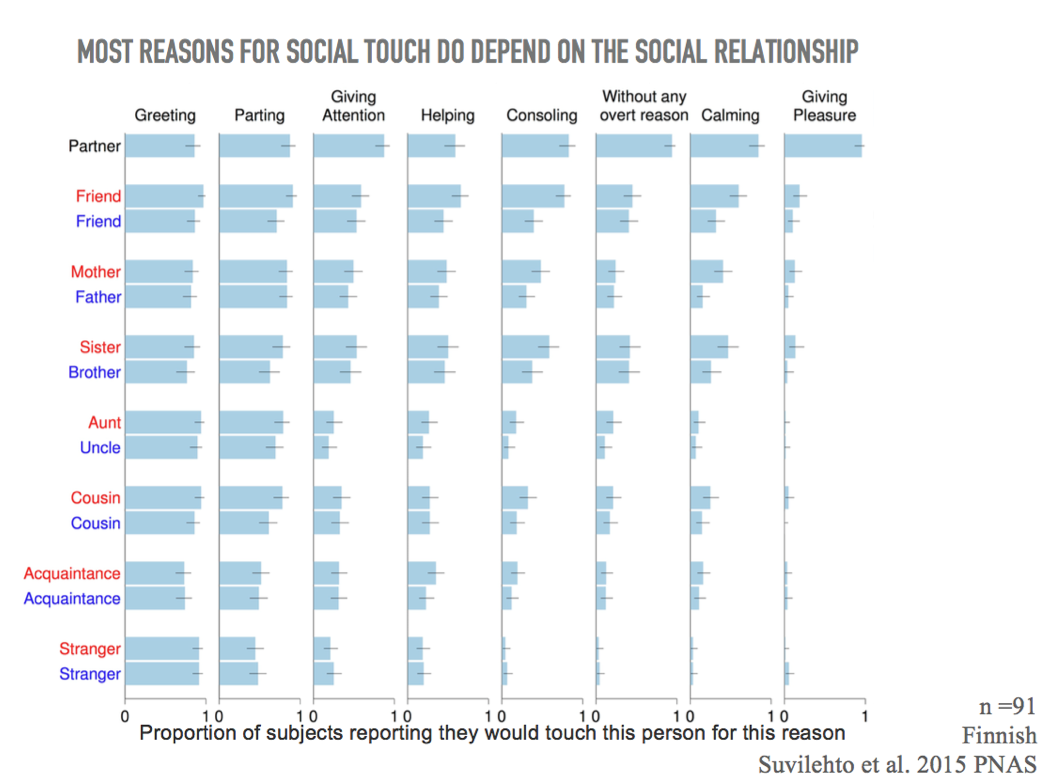 MOST REASONS FOR SOCIAL TOUCH DO DEPEND ON THE SOCIAL RELATIONSHIP
Greeting Parting Giving Attention Helping Consoling Without any overt reason Calming Giving Pleasure
Partner
Friend
Friend
Mother
Father
Sister
Brother
Aunt
Uncle
Cousin
Cousin
Acquaintance
Acquaintance
Stranger
Stranger
0 1 0 1 0 1 0 1 0 1 0 1 0 1 0 1
Proportion of subjects reporting they would touch this person for this reason
n =91
Finnish
Suvilehto et al. 2015 PNAS